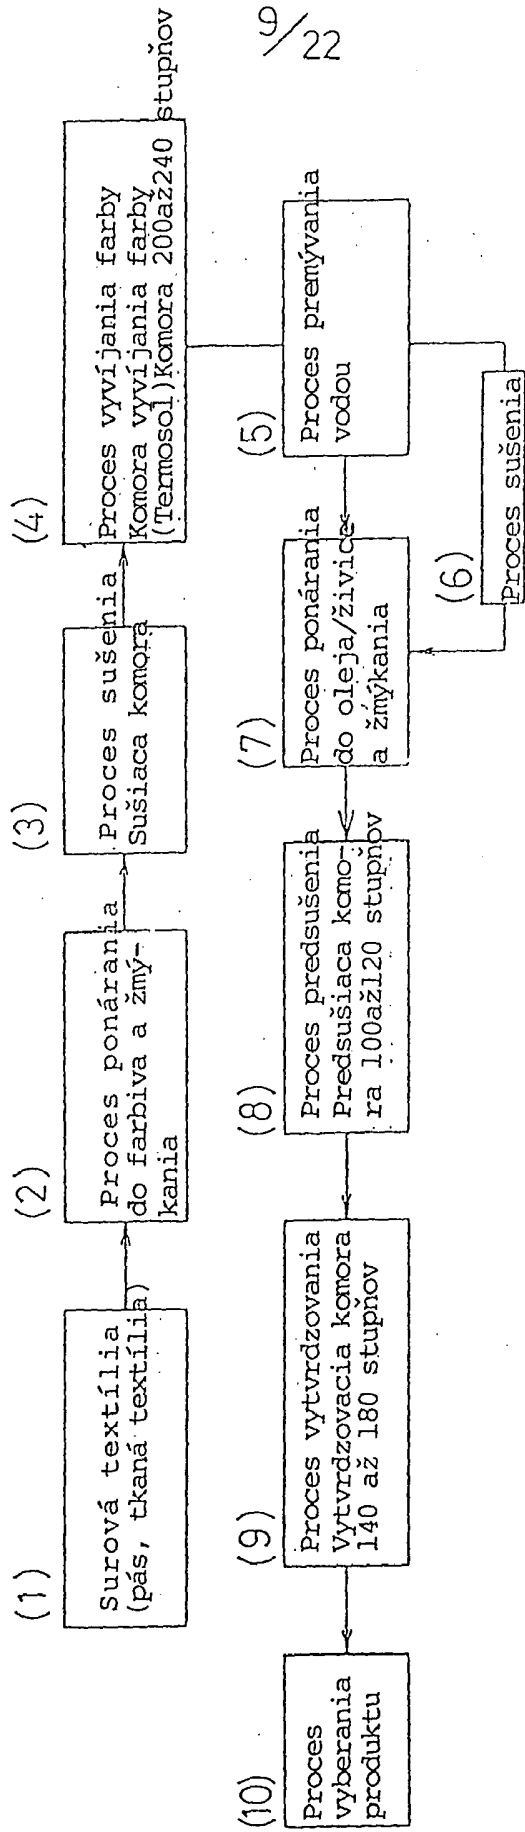 9/22
(1)
Surová textília
(pás, tkaná textília)
(2)
Proces ponárania
do farbiva a žmý-
kania
(3)
Proces sušenia
Sušiaca komora
(4)
Proces vyvíjania farby
Komora vyvíjania farby
(Termosol)Komora 200až240 stupňov
(5)
Proces premývania
vodou
(6)
Proces sušenia
(7)
Proces ponárania
do oleja/živice
a žmýkania
(8)
Proces predsušenia
Predsušiaca komo-
ra 100až120 stupňov
(9)
Proces vytvrdzovania
Vytvrdzovacia komora
140 až 180 stupňov
(10)
Proces
vyberania
produktu